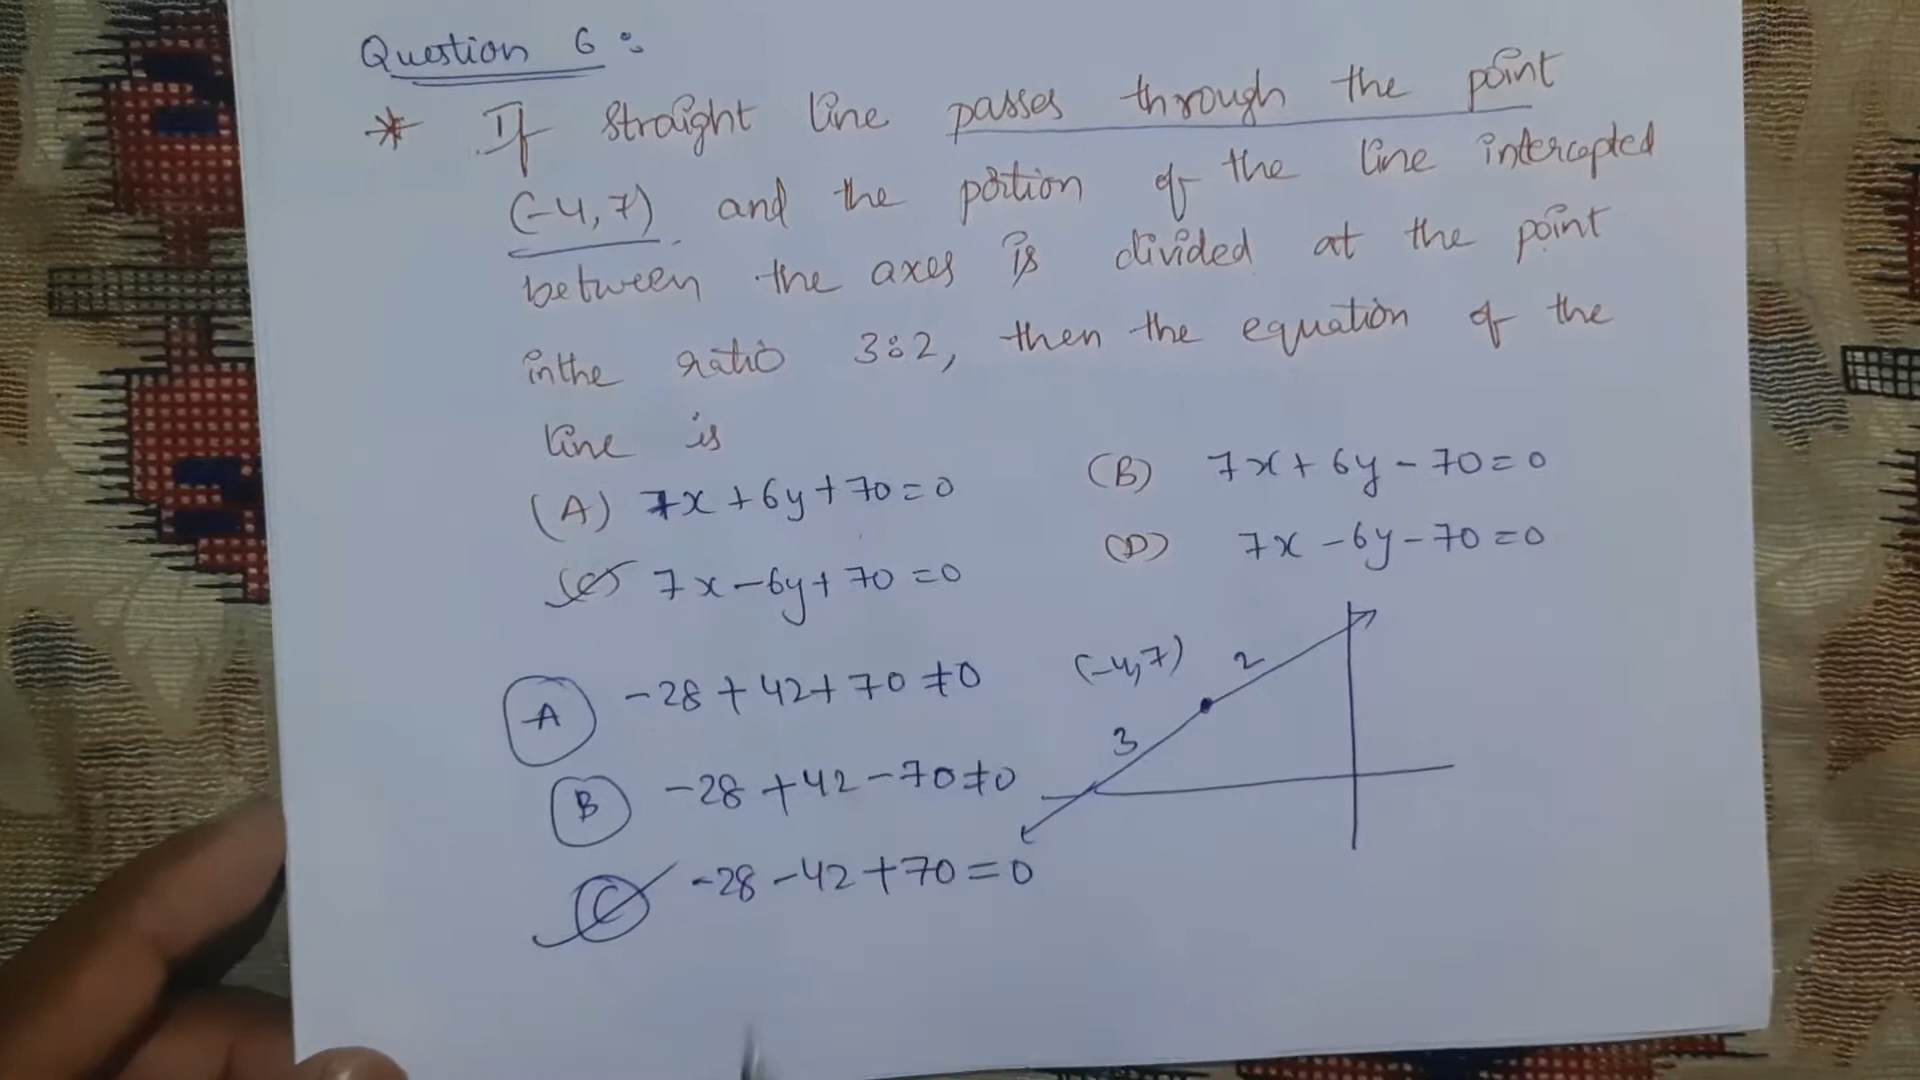 Question 6:
* If straight line passes through the point
(-4,7) and the portion of the line intercepted
between the axes is divided at the point
in the ratio 3:2, then the equation of the
line is
(A) 7x+6y+70=0 (B) 7x+6y-70=0
(C) 7x-6y+70=0 (D) 7x-6y-70=0
(-4,7) 2
A -28+42+70≠0
3
B -28+42-70≠0
C -28-42+70=0